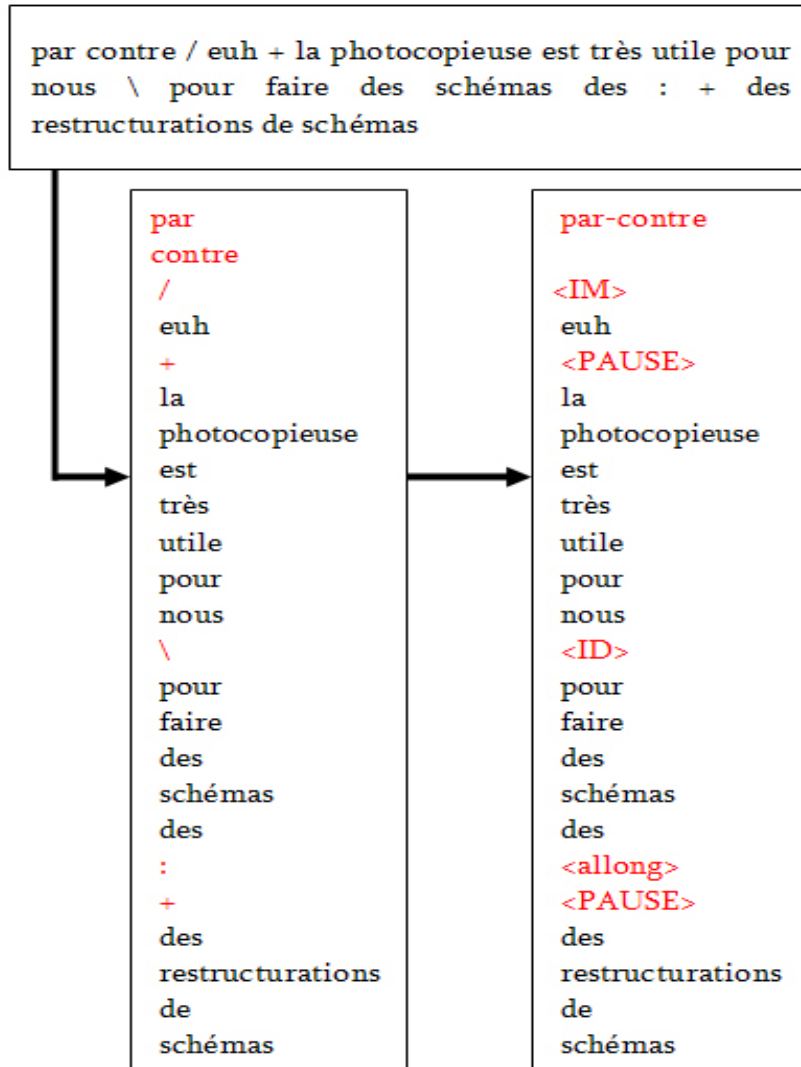 par contre / euh + la photocopieuse est très utile pour
nous \ pour faire des schémas des : + des
restructurations de schémas
par
contre
/
euh
+
la
photocopieuse
est
très
utile
pour
nous
\
pour
faire
des
schémas
des
:
+
des
restructurations
de
schémas
par-contre
<IM>
euh
<PAUSE>
la
photocopieuse
est
très
utile
pour
nous
<ID>
pour
faire
des
schémas
des
<allong>
<PAUSE>
des
restructurations
de
schémas